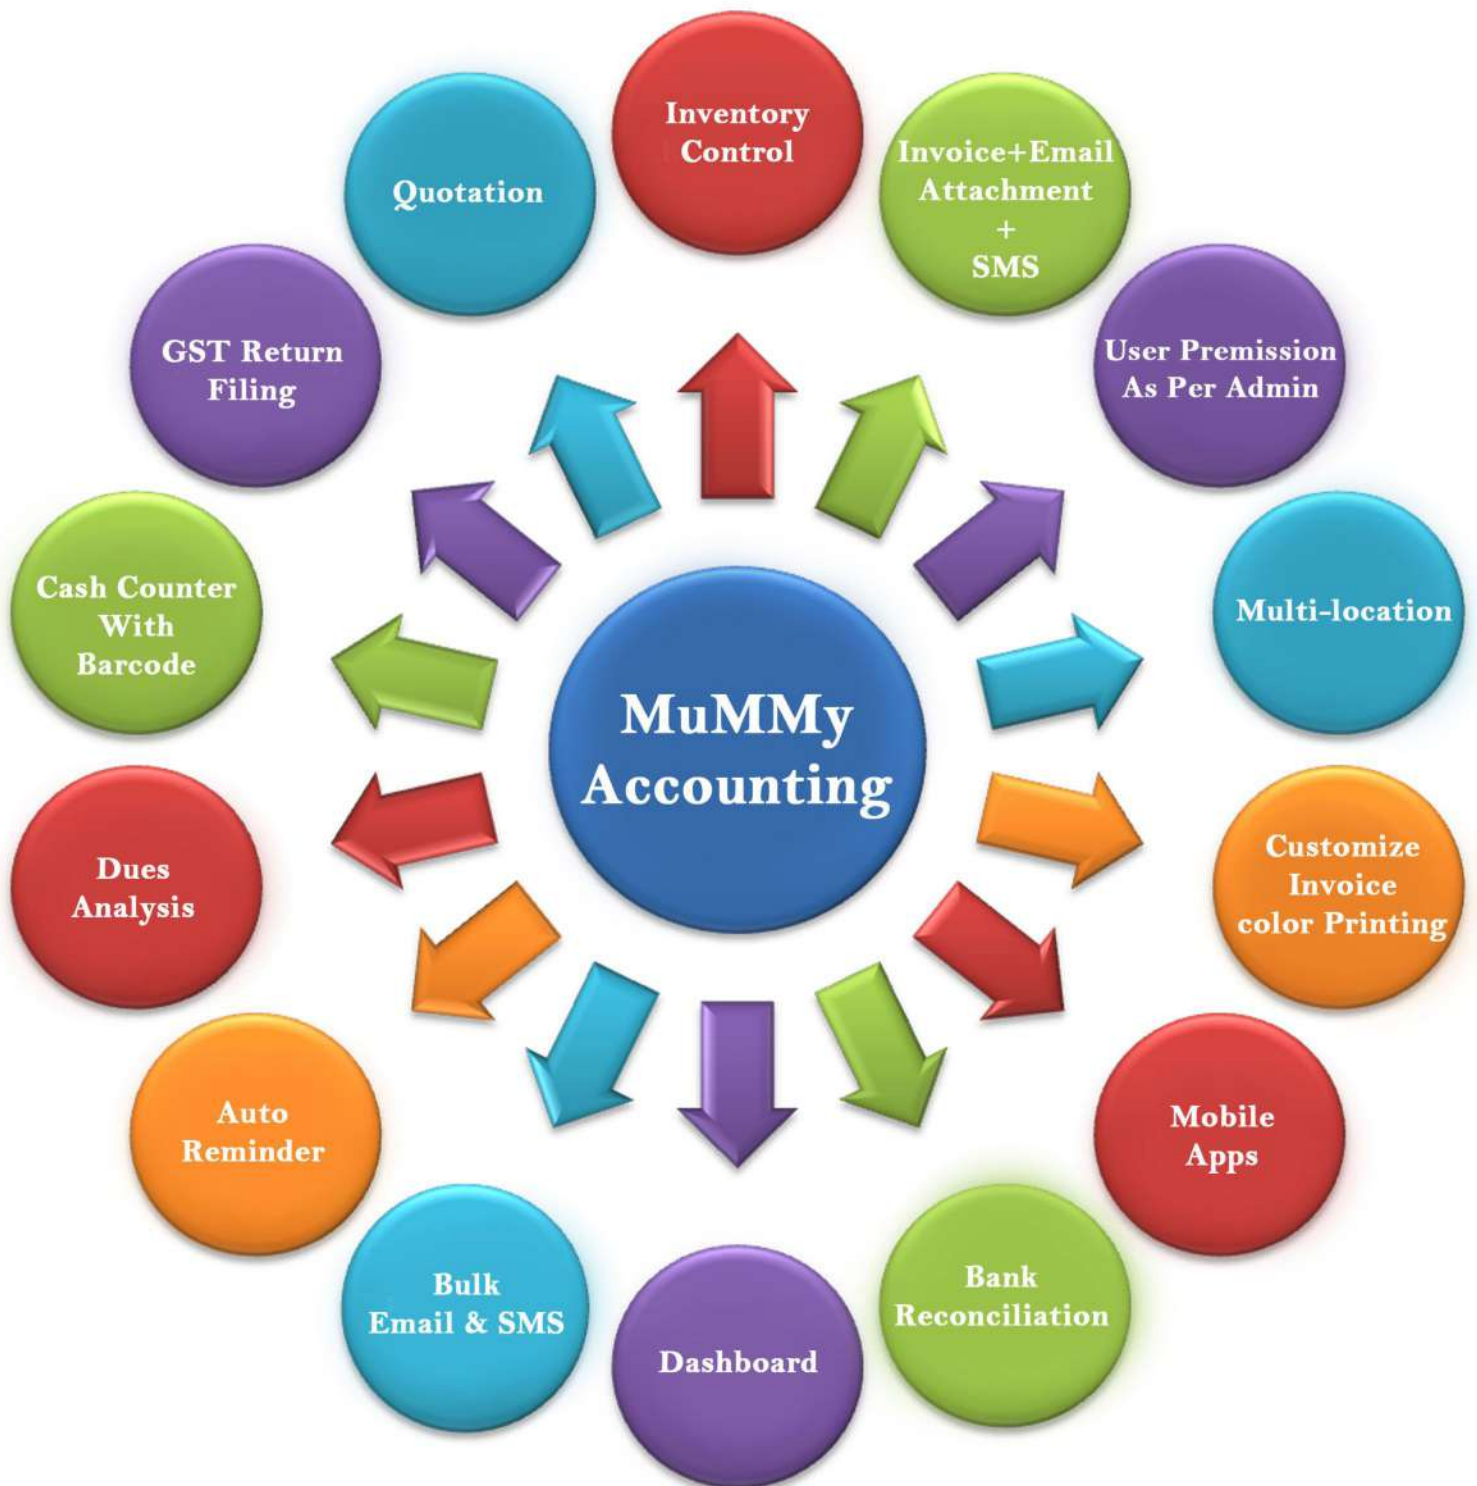 Inventory
Control
Invoice+Email
Attachment
+
SMS
User Premission
As Per Admin
Multi-location
Customize
Invoice
color Printing
Mobile
Apps
Bank
Reconciliation
Dashboard
Bulk
Email & SMS
Auto
Reminder
Dues
Analysis
Cash Counter
With
Barcode
GST Return
Filing
Quotation
MuMMy
Accounting